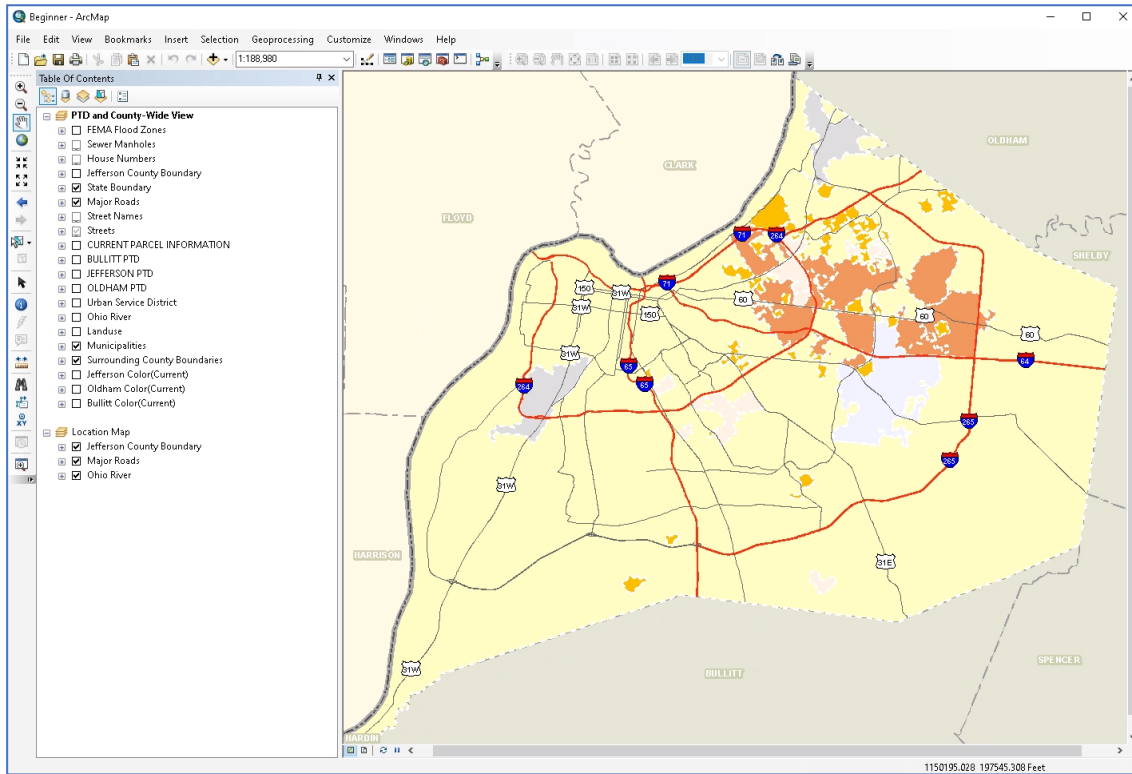 Beginner - ArcMap
File Edit View Bookmarks Insert Selection Geoprocessing Customize Windows Help
1:188,980
Table Of Contents
PTD and County-Wide View
FEMA Flood Zones
Sewer Manholes
House Numbers
Jefferson County Boundary
State Boundary
Major Roads
Street Names
Streets
CURRENT PARCEL INFORMATION
BULLITT PTD
JEFFERSON PTD
OLDHAM PTD
Urban Service District
Ohio River
Landuse
Municipalities
Surrounding County Boundaries
Jefferson Color(Current)
Oldham Color(Current)
Bullitt Color(Current)
Location Map
Jefferson County Boundary
Major Roads
Ohio River
XY
OLDHAM
CLARK
FLOYD
71
264
SHELBY
71
150
31W
60
31W
150
60
60
31W
64
65
264
65
265
265
31W
HARRISON
31E
31W
SPENCER
BULLITT
HARDIN
1150195.028 197545.308 Feet